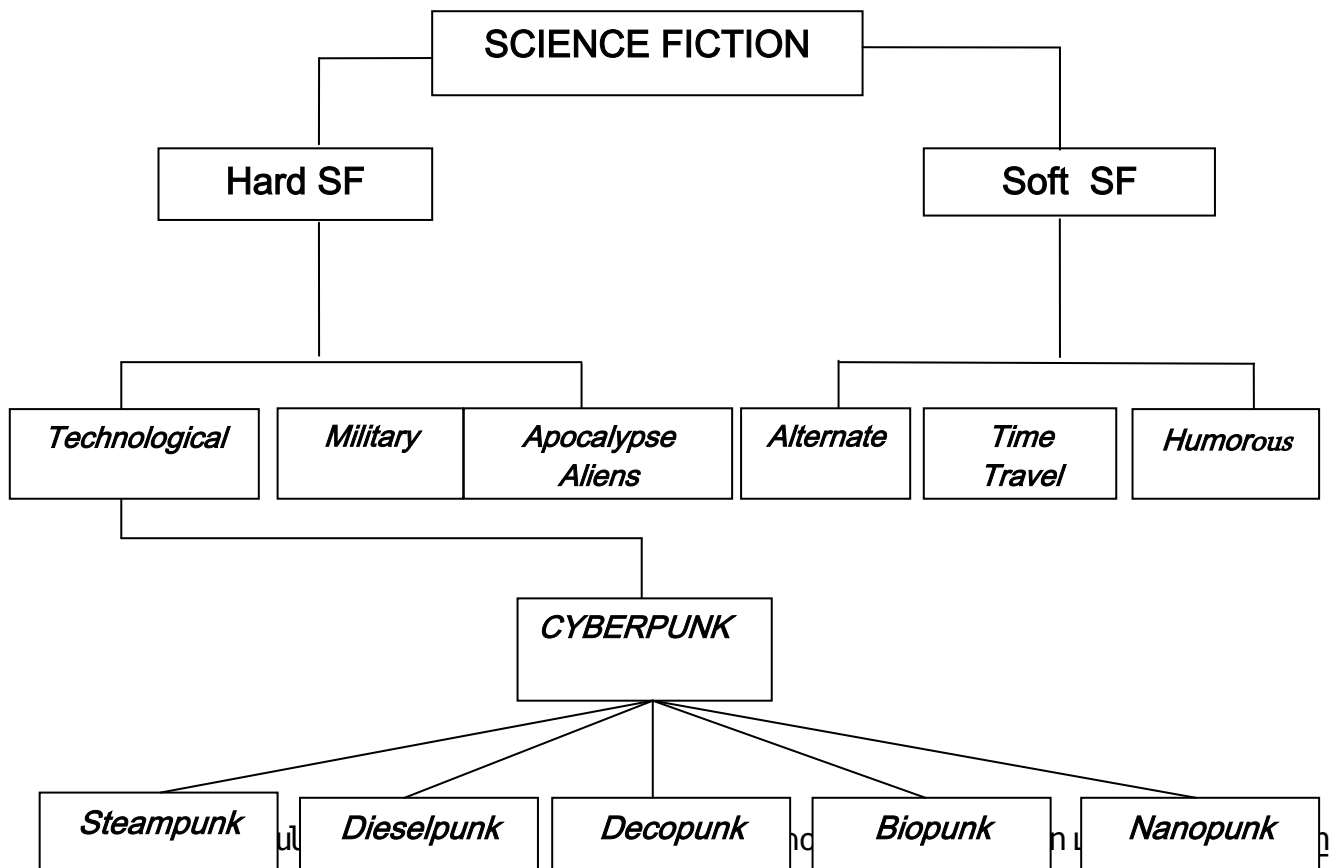 SCIENCE FICTION
Hard SF
Soft SF
Technological
Military
Apocalypse
Aliens
Alternate
Time
Travel
Humorous
CYBERPUNK
Steampunk
Dieselpunk
Decopunk
Biopunk
Nanopunk